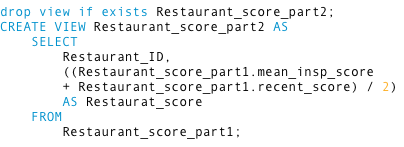 drop view if exists Restaurant_score_part2;
CREATE VIEW Restaurant_score_part2 AS
    SELECT
        Restaurant_ID,
        ((Restaurant_score_part1.mean_insp_score
        + Restaurant_score_part1.recent_score) / 2)
        AS Restaurat_score
    FROM
        Restaurant_score_part1;